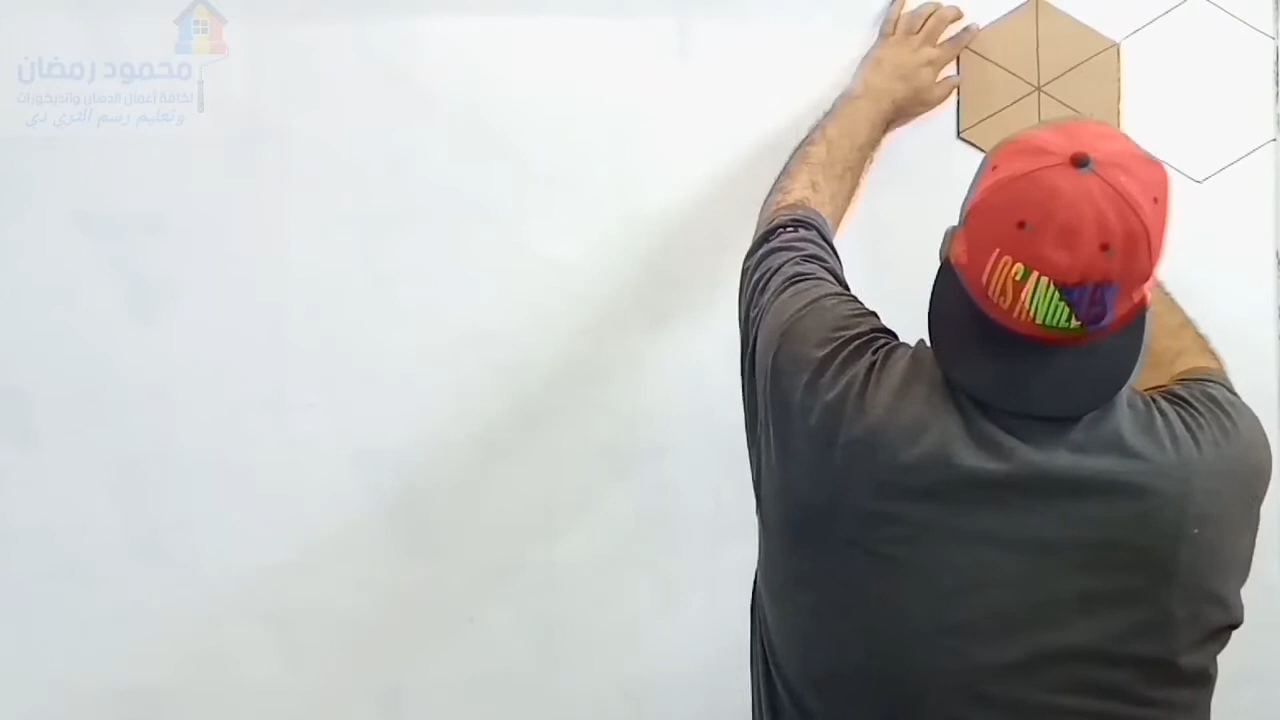 محمود رمضان
لكافة أعمال الدهان والديكورات
وتعليم رسم الثري دي
LOS ANGELES